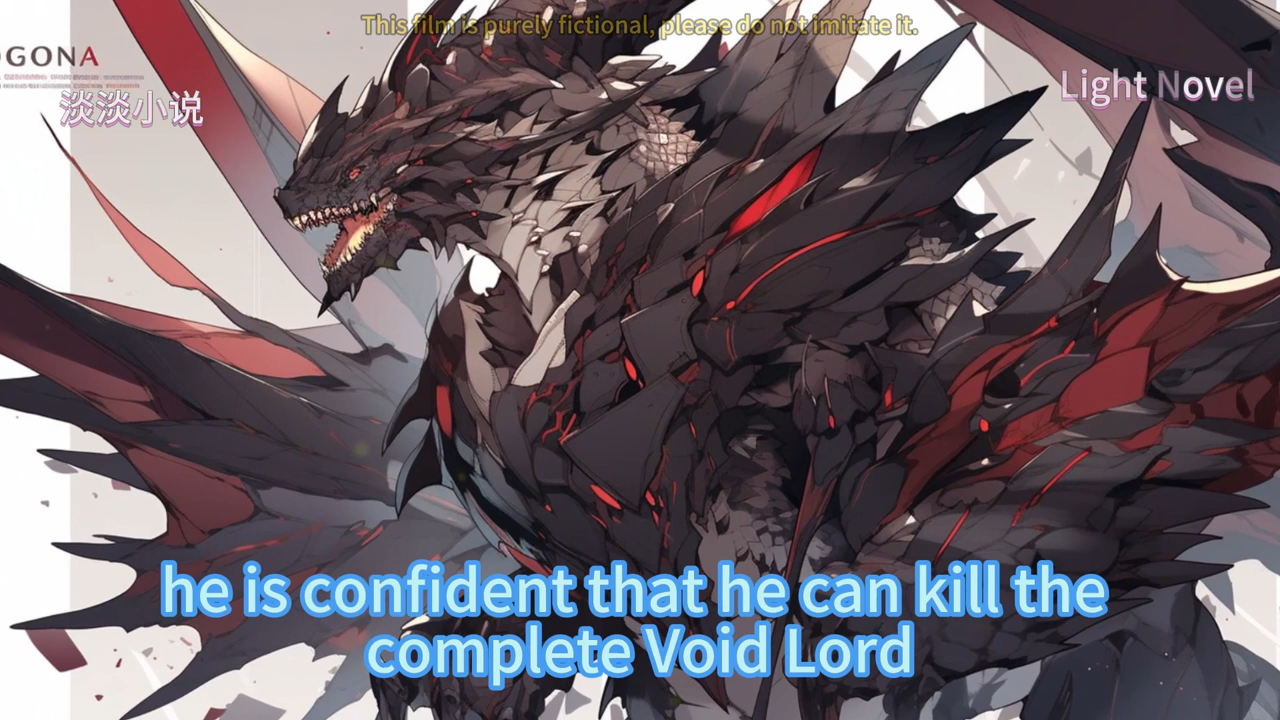 This film is purely fictional, please do not imitate it.
OGONA
淡淡小说
Light Novel
he is confident that he can kill the
complete Void Lord